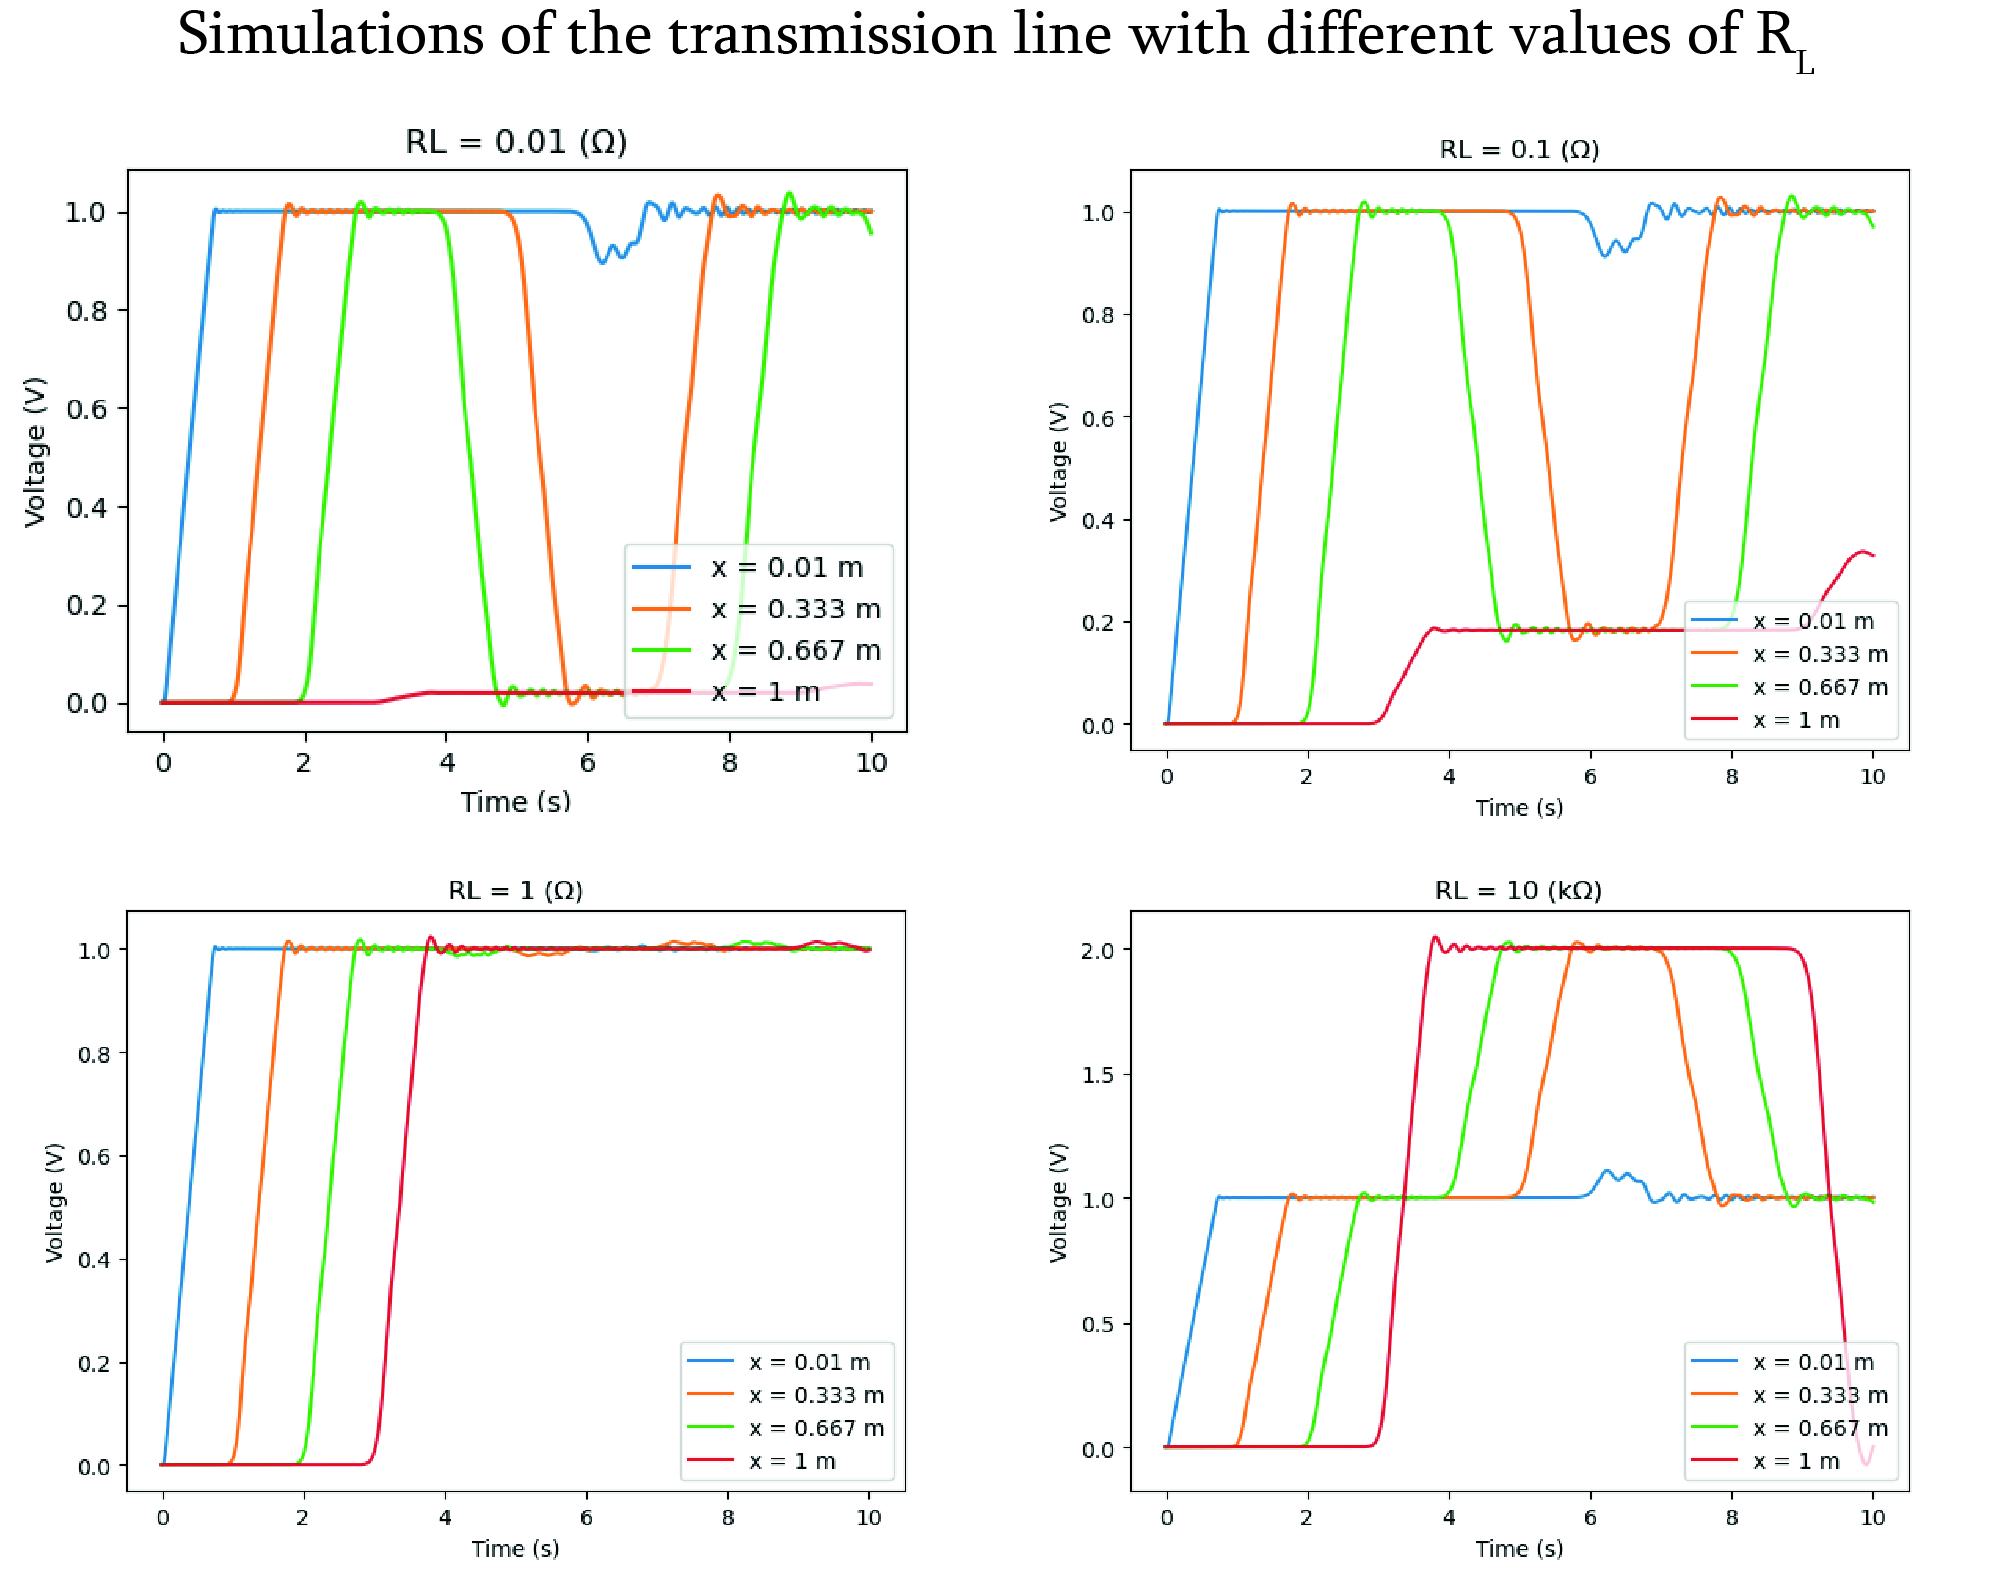 Simulations of the transmission line with different values of R_L
RL = 0.01 (Ω)
Voltage (V)
1.0
0.8
0.6
0.4
0.2
0.0
x = 0.01 m
x = 0.333 m
x = 0.667 m
x = 1 m
0 2 4 6 8 10
Time (s)
RL = 0.1 (Ω)
Voltage (V)
1.0
0.8
0.6
0.4
0.2
0.0
x = 0.01 m
x = 0.333 m
x = 0.667 m
x = 1 m
0 2 4 6 8 10
Time (s)
RL = 1 (Ω)
Voltage (V)
1.0
0.8
0.6
0.4
0.2
0.0
x = 0.01 m
x = 0.333 m
x = 0.667 m
x = 1 m
0 2 4 6 8 10
Time (s)
RL = 10 (kΩ)
Voltage (V)
2.0
1.5
1.0
0.5
0.0
x = 0.01 m
x = 0.333 m
x = 0.667 m
x = 1 m
0 2 4 6 8 10
Time (s)